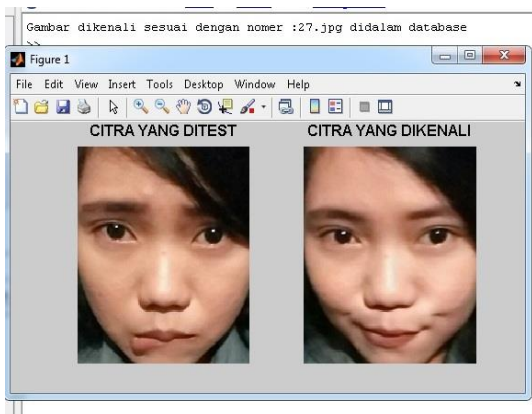 Gambar dikenali sesuai dengan nomer :27.jpg didalam database
>>
Figure 1
File Edit View Insert Tools Desktop Window Help
CITRA YANG DITEST CITRA YANG DIKENALI